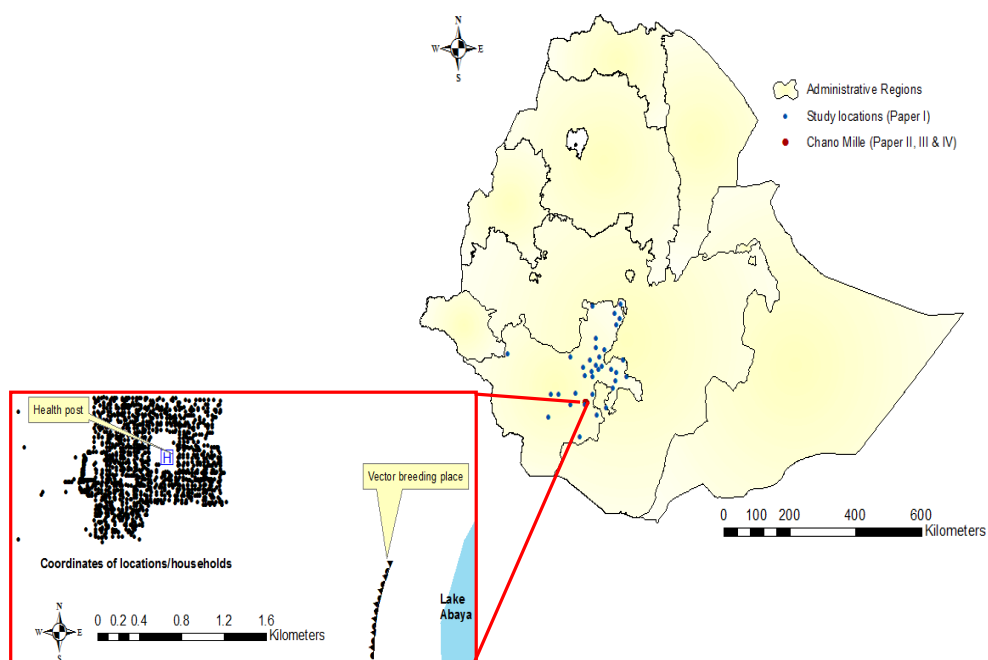 N
W E
S
Administrative Regions
Study locations (Paper I)
Chano Mille (Paper II, III & IV)
0 100 200 400 600
Kilometers
Health post
H
Vector breeding place
Coordinates of locations/households
Lake
Abaya
N
W E
S
0 0.2 0.4 0.8 1.2 1.6
Kilometers